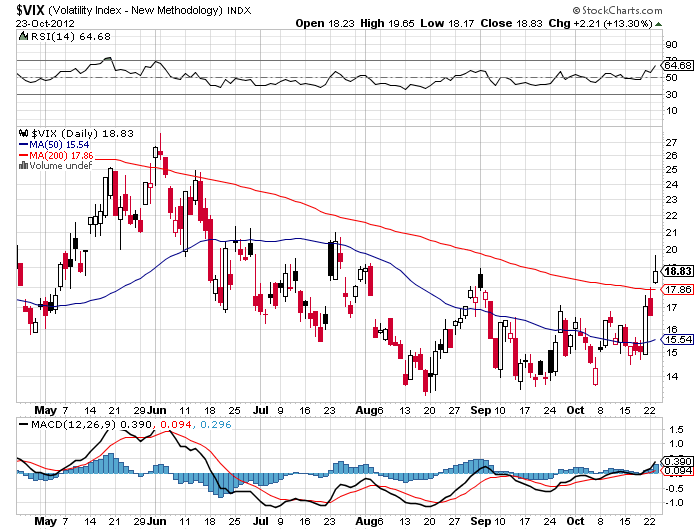 $VIX (Volatility Index - New Methodology) INDX © StockCharts.com
23-Oct-2012 Open 18.23 High 19.65 Low 18.17 Close 18.83 Chg +2.21 (+13.30%)
RSI(14) 64.68
90
70
64.68
50
30
10
$VIX (Daily) 18.83
MA(50) 15.54
MA(200) 17.86
Volume undef
27
26
25
24
23
22
21
20
18.83
17.86
17
16
15.54
15
14
May 7 14 21 29 Jun 11 18 25 Jul 9 16 23 Aug 6 13 20 27 Sep 10 17 24 Oct 8 15 22
MACD(12,26,9) 0.390, 0.094, 0.296
1.5
1.0
0.390
0.094
-0.5
-1.0
May 7 14 21 29 Jun 11 18 25 Jul 9 16 23 Aug 6 13 20 27 Sep 10 17 24 Oct 8 15 22